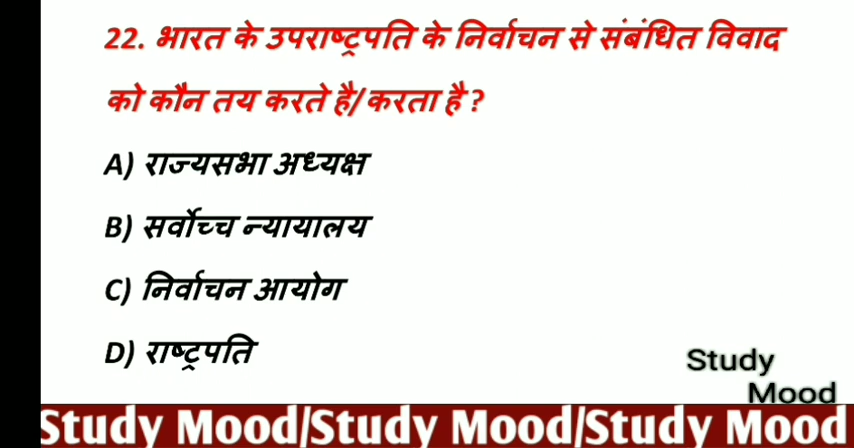 22. भारत के उपराष्ट्रपति के निर्वाचन से संबंधित विवाद
को कौन तय करते है/करता है ?
A) राज्यसभा अध्यक्ष
B) सर्वोच्च न्यायालय
C) निर्वाचन आयोग
D) राष्ट्रपति
Study
Mood
Study Mood/Study Mood/Study Mood